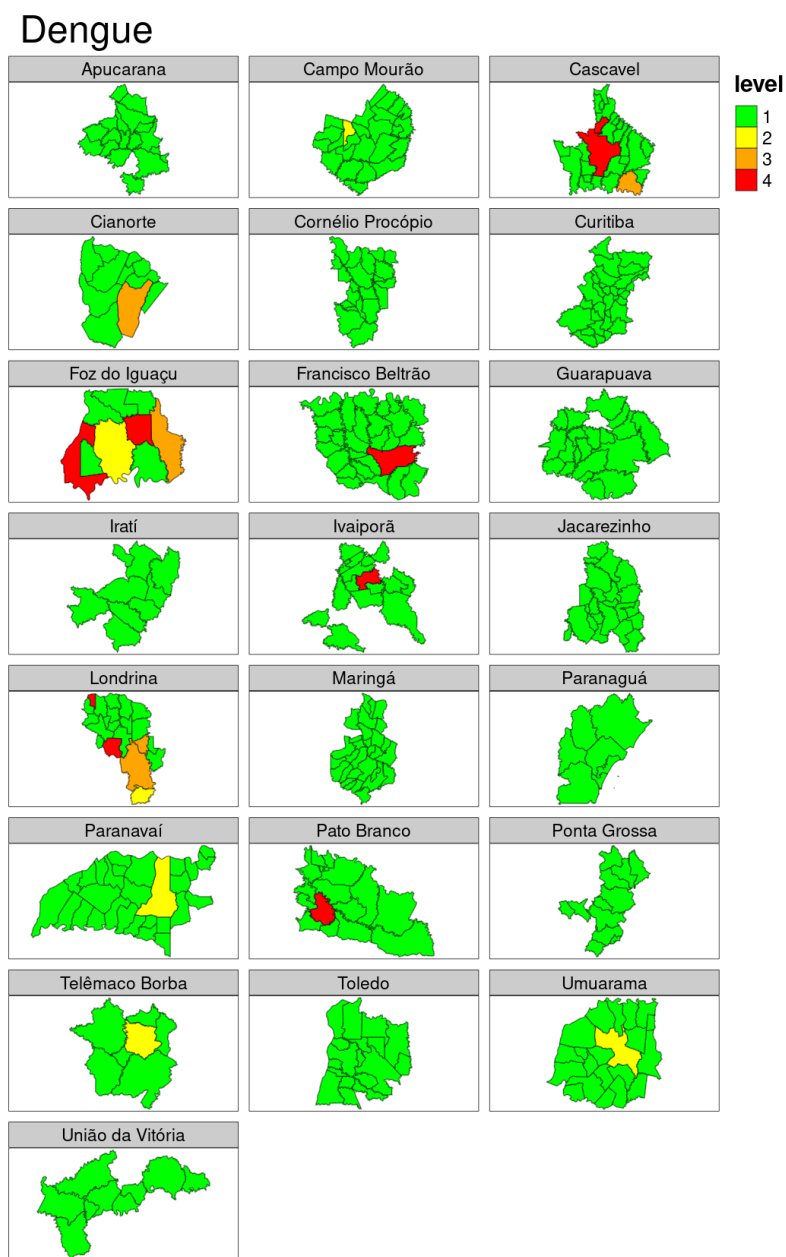 Dengue
Apucarana
Campo Mourão
Cascavel
level
1
2
3
4
Cianorte
Cornélio Procópio
Curitiba
Foz do Iguaçu
Francisco Beltrão
Guarapuava
Iratí
Ivaiporã
Jacarezinho
Londrina
Maringá
Paranaguá
Paranavaí
Pato Branco
Ponta Grossa
Telêmaco Borba
Toledo
Umuarama
União da Vitória